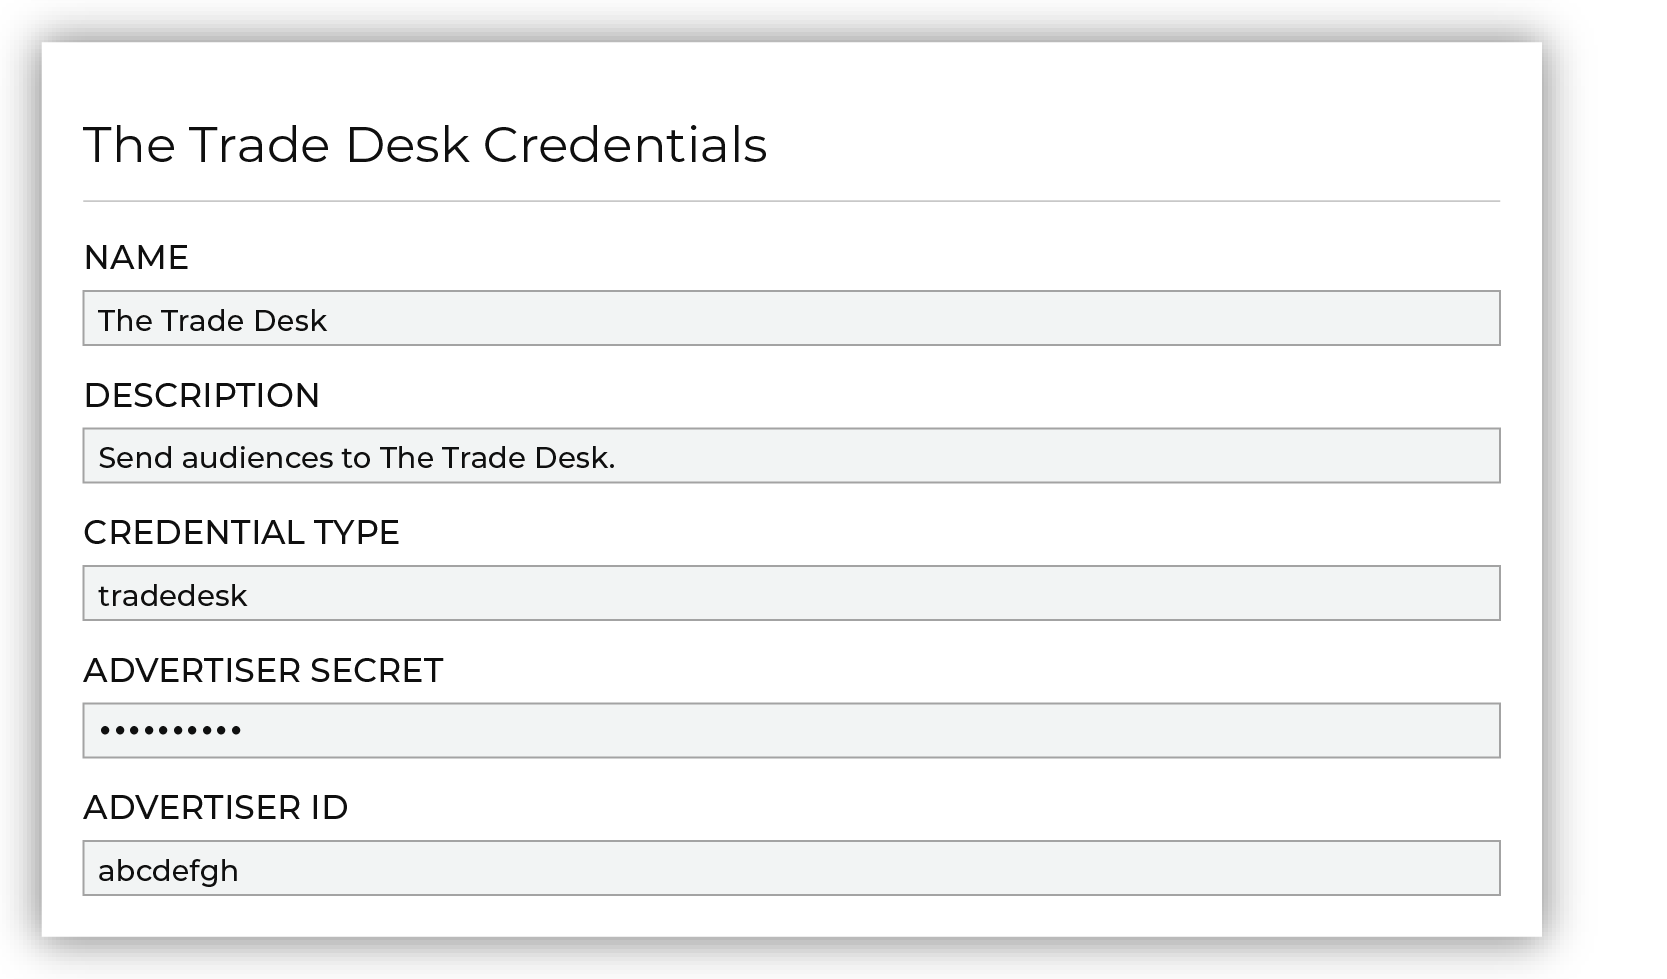 The Trade Desk Credentials
NAME
The Trade Desk
DESCRIPTION
Send audiences to The Trade Desk.
CREDENTIAL TYPE
tradedesk
ADVERTISER SECRET
••••••••••
ADVERTISER ID
abcdefgh